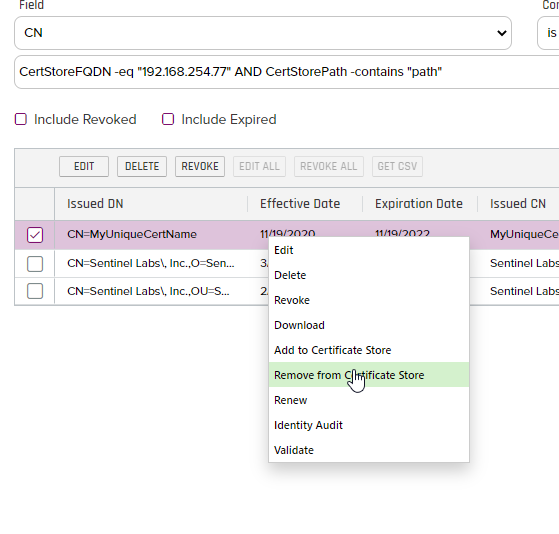 Field
CN
is
CertStoreFQDN -eq "192.168.254.77" AND CertStorePath -contains "path"
Include Revoked Include Expired
EDIT DELETE REVOKE EDIT ALL REVOKE ALL GET CSV
Issued DN Effective Date Expiration Date Issued CN
CN=MyUniqueCertName 11/19/2020 11/19/2022 MyUniqueCe
CN=Sentinel Labs\, Inc.,O=Sen... 3 Sentinel Labs
CN=Sentinel Labs\, Inc.,OU=S... 2 Sentinel Labs
Edit
Delete
Revoke
Download
Add to Certificate Store
Remove from Certificate Store
Renew
Identity Audit
Validate